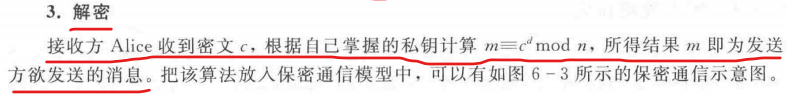 3. 解密
接收方 Alice 收到密文 c，根据自己掌握的私钥计算 m≡cᵈ mod n，所得结果 m 即为发送
方欲发送的消息。把该算法放入保密通信模型中，可以有如图 6-3 所示的保密通信示意图。